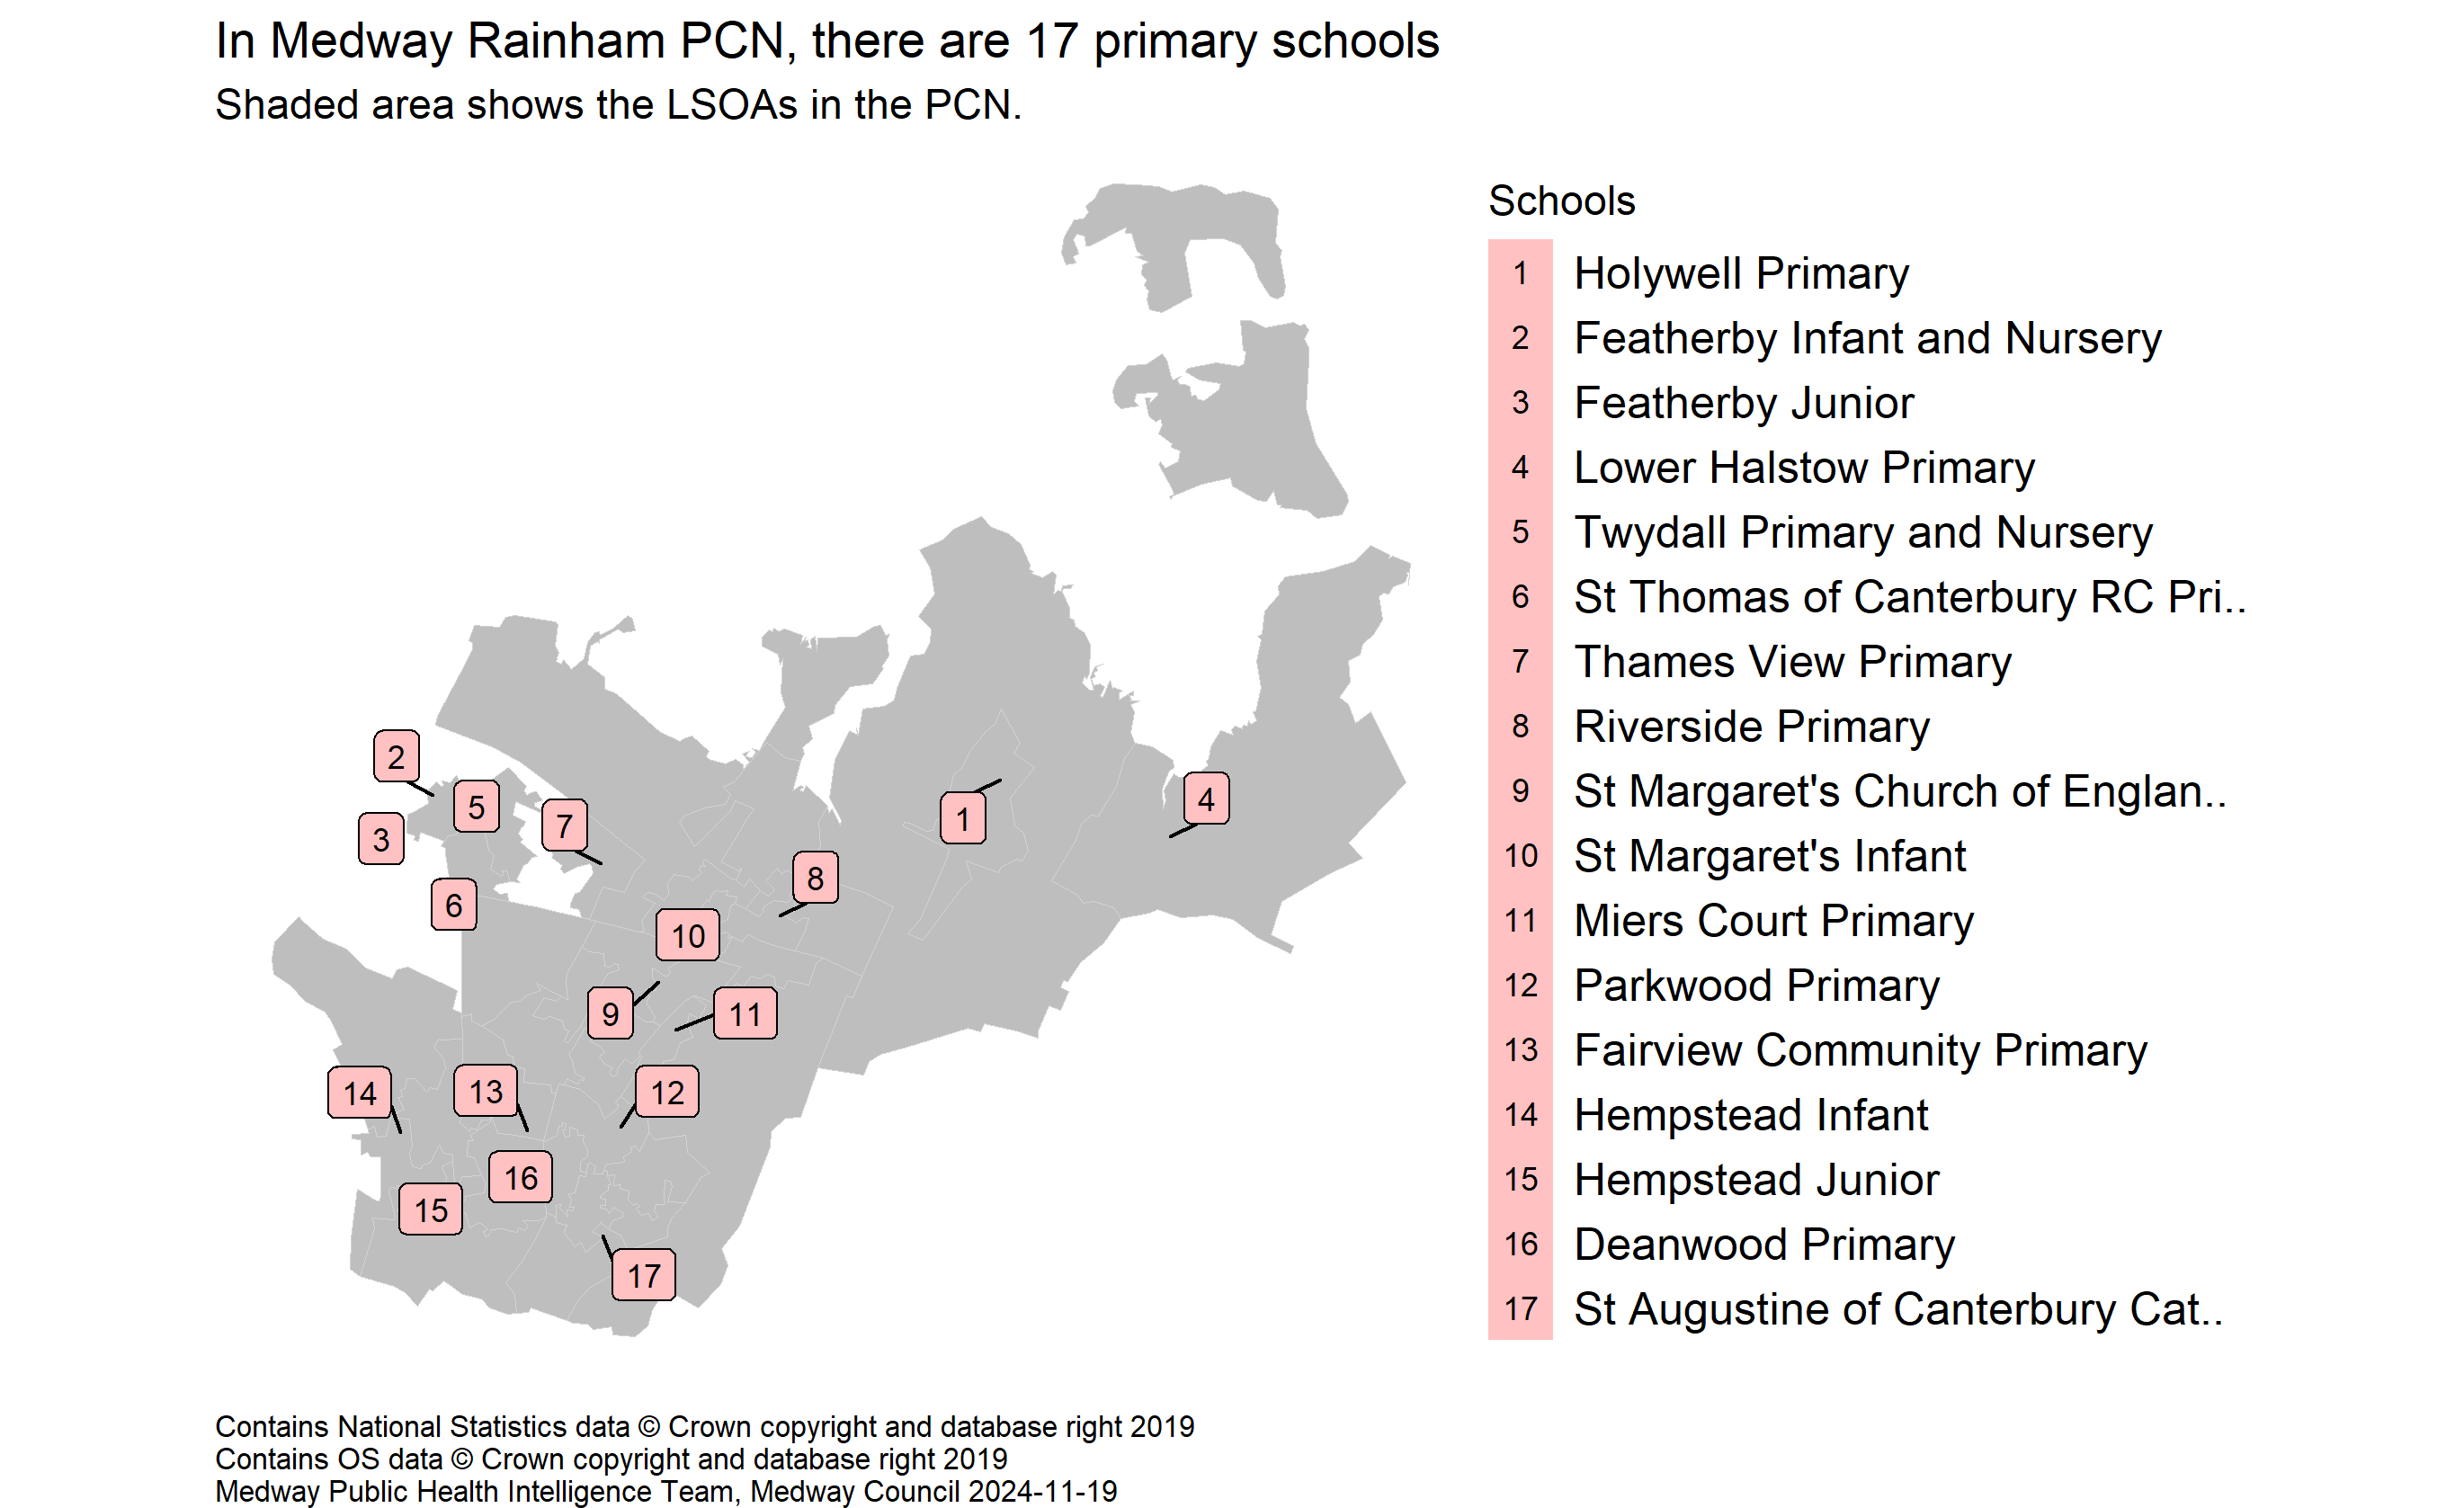 In Medway Rainham PCN, there are 17 primary schools
Shaded area shows the LSOAs in the PCN.
Schools
1 Holywell Primary
2 Featherby Infant and Nursery
3 Featherby Junior
4 Lower Halstow Primary
5 Twydall Primary and Nursery
6 St Thomas of Canterbury RC Pri..
7 Thames View Primary
8 Riverside Primary
9 St Margaret's Church of Englan..
10 St Margaret's Infant
11 Miers Court Primary
12 Parkwood Primary
13 Fairview Community Primary
14 Hempstead Infant
15 Hempstead Junior
16 Deanwood Primary
17 St Augustine of Canterbury Cat..
2
5
3
7
1
4
8
6
10
9
11
14
13
12
16
15
17
Contains National Statistics data © Crown copyright and database right 2019
Contains OS data © Crown copyright and database right 2019
Medway Public Health Intelligence Team, Medway Council 2024-11-19